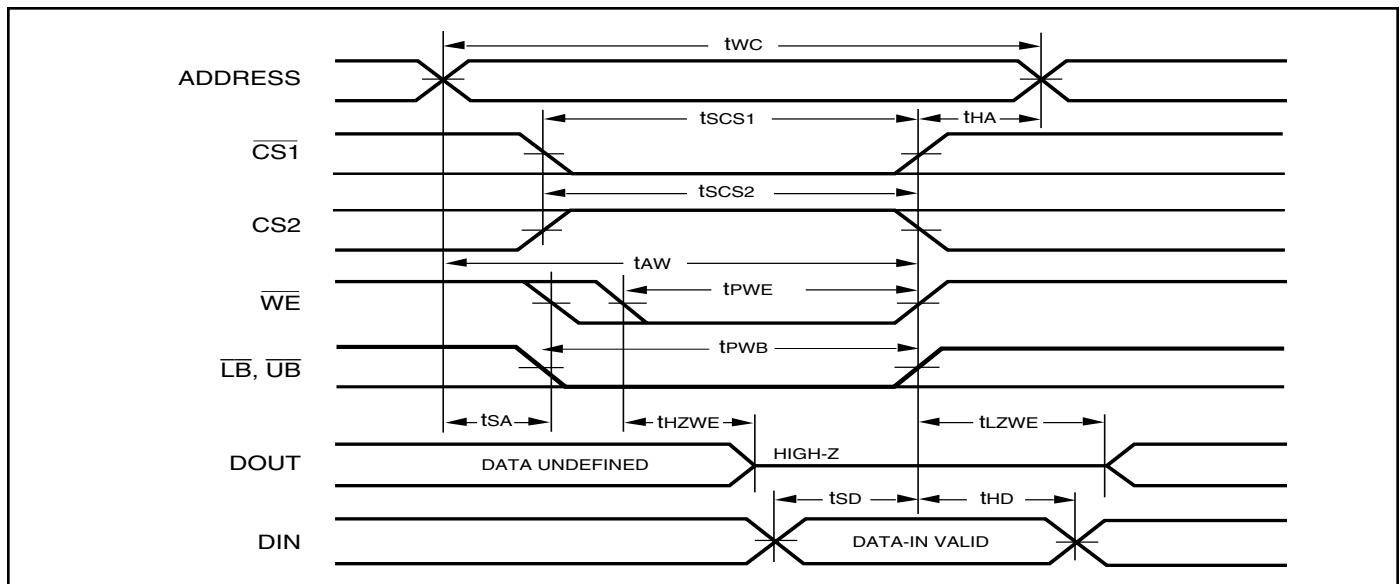 tWC
ADDRESS
tSCS1
tHA
CS1
tSCS2
CS2
tAW
WE
tPWE
tPWB
LB, UB
tSA
tHZWE
tLZWE
DOUT
DATA UNDEFINED
HIGH-Z
tSD
tHD
DIN
DATA-IN VALID